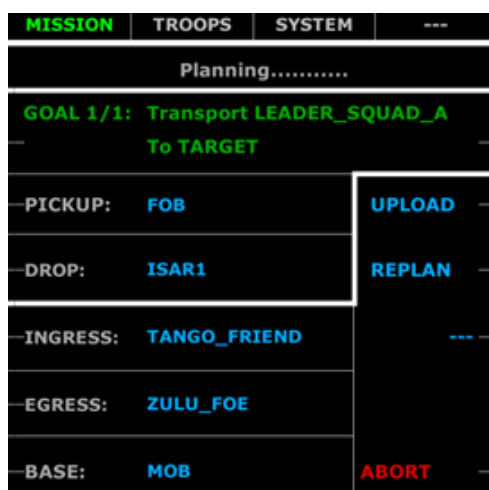 MISSION TROOPS SYSTEM ---
Planning...........
GOAL 1/1: Transport LEADER_SQUAD_A
To TARGET
PICKUP: FOB UPLOAD
DROP: ISAR1 REPLAN
INGRESS: TANGO_FRIEND ---
EGRESS: ZULU_FOE
BASE: MOB ABORT